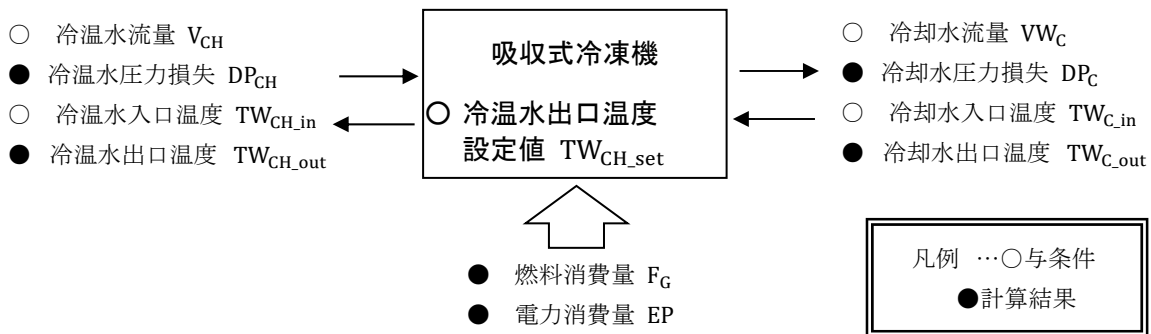 ○ 冷温水流量 V_CH
● 冷温水圧力損失 DP_CH
○ 冷温水入口温度 TW_CH_in
● 冷温水出口温度 TW_CH_out
吸収式冷凍機
○ 冷温水出口温度
設定値 TW_CH_set
○ 冷却水流量 VW_C
● 冷却水圧力損失 DP_C
○ 冷却水入口温度 TW_C_in
● 冷却水出口温度 TW_C_out
● 燃料消費量 F_G
● 電力消費量 EP
凡例 …○与条件
●計算結果